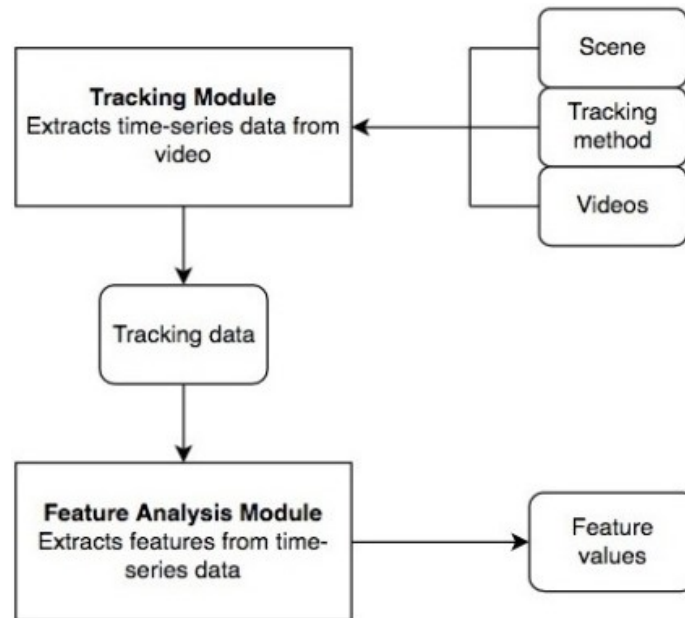 Scene
Tracking Module
Extracts time-series data from
video
Tracking
method
Videos
Tracking data
Feature Analysis Module
Extracts features from time-
series data
Feature
values